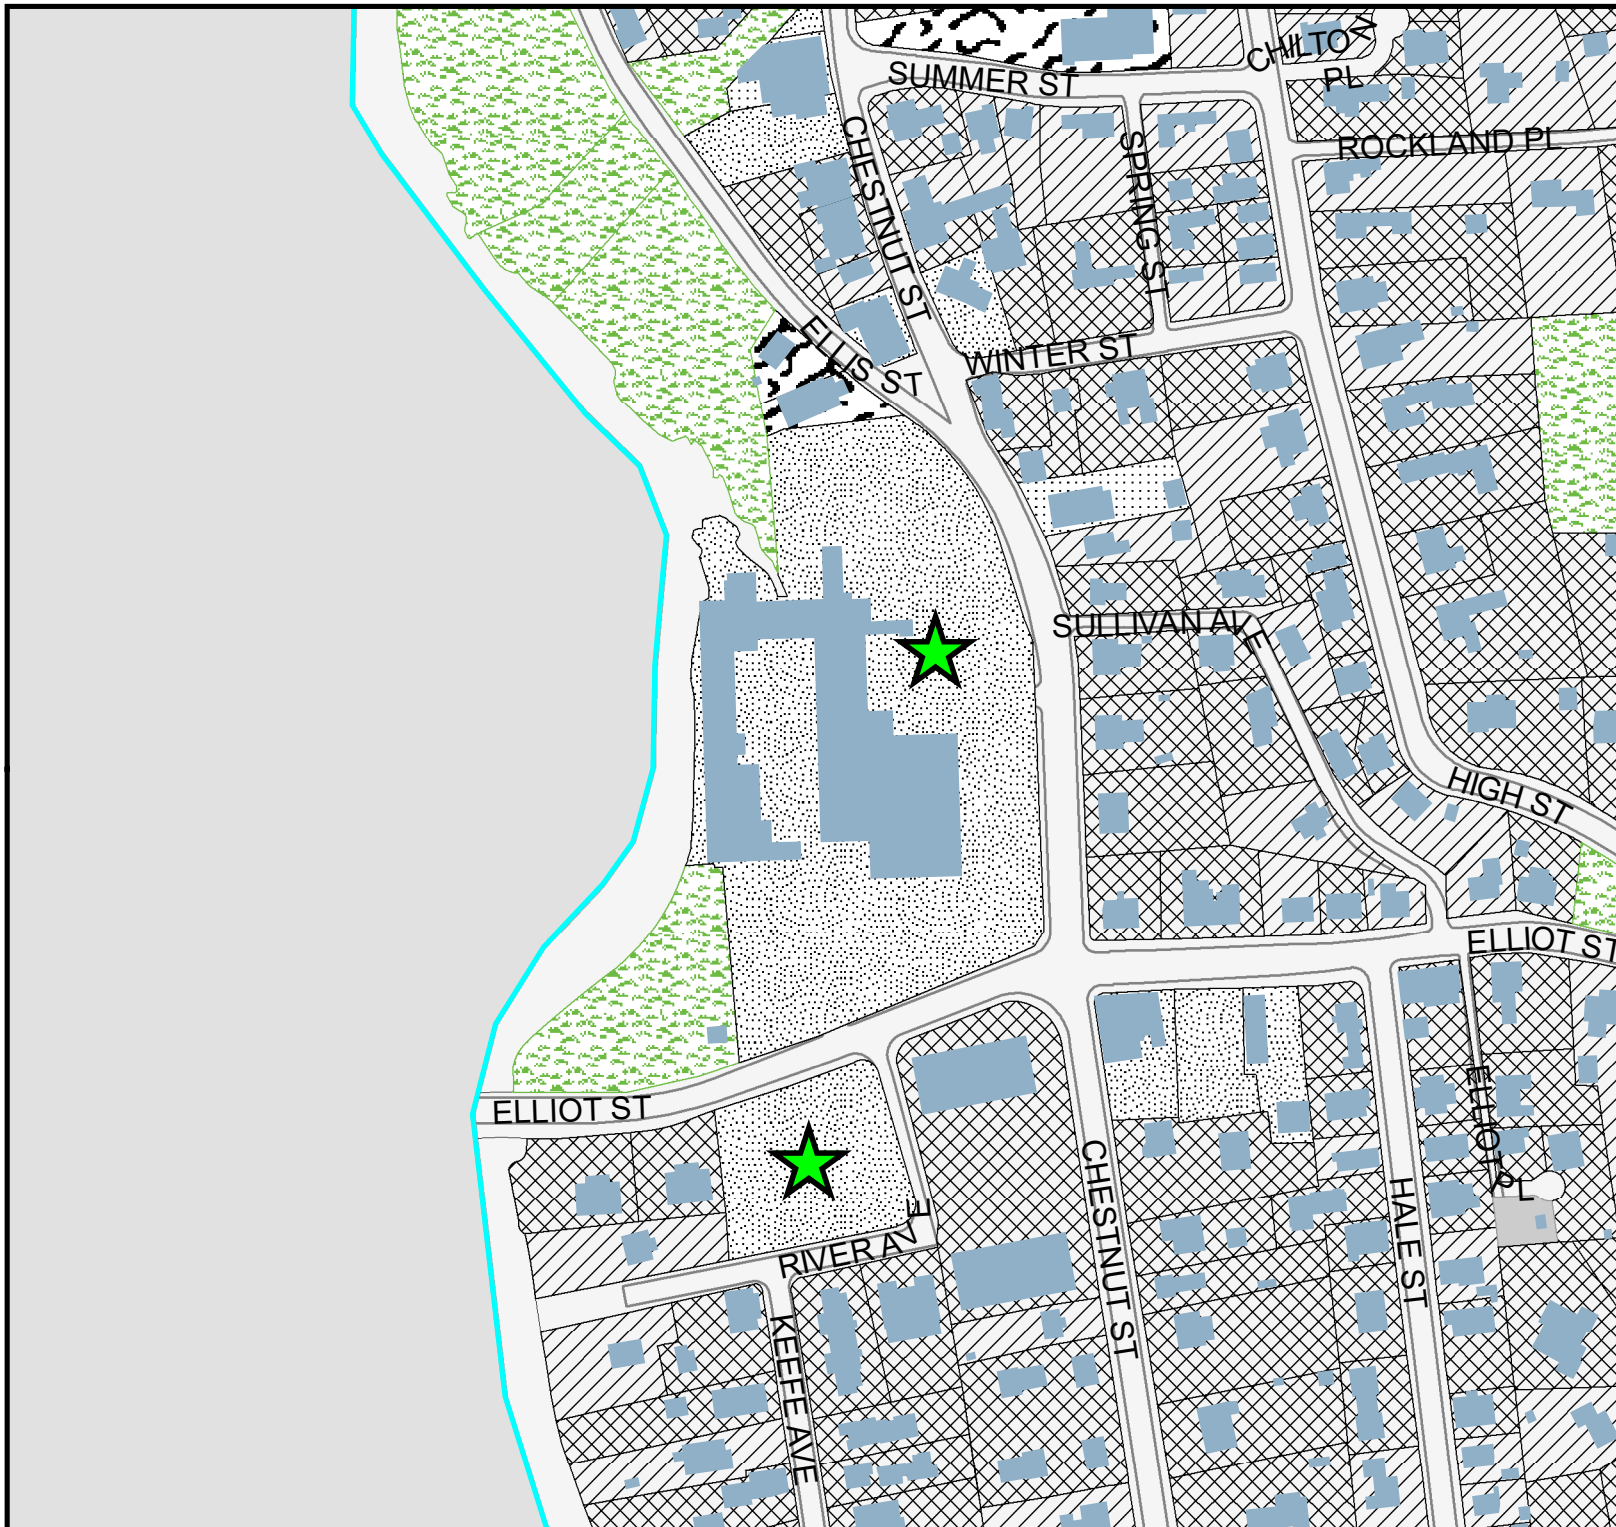 CHILTON
PL
SUMMER ST
CHESTNUT ST
SPRING ST
ROCKLAND PL
ELLIS ST
WINTER ST
SULLIVAN AVE
HIGH ST
ELLIOT ST
ELLIOT ST
ELLIOT PL
CHESTNUT ST
HALE ST
RIVER AVE
KEEFE AVE